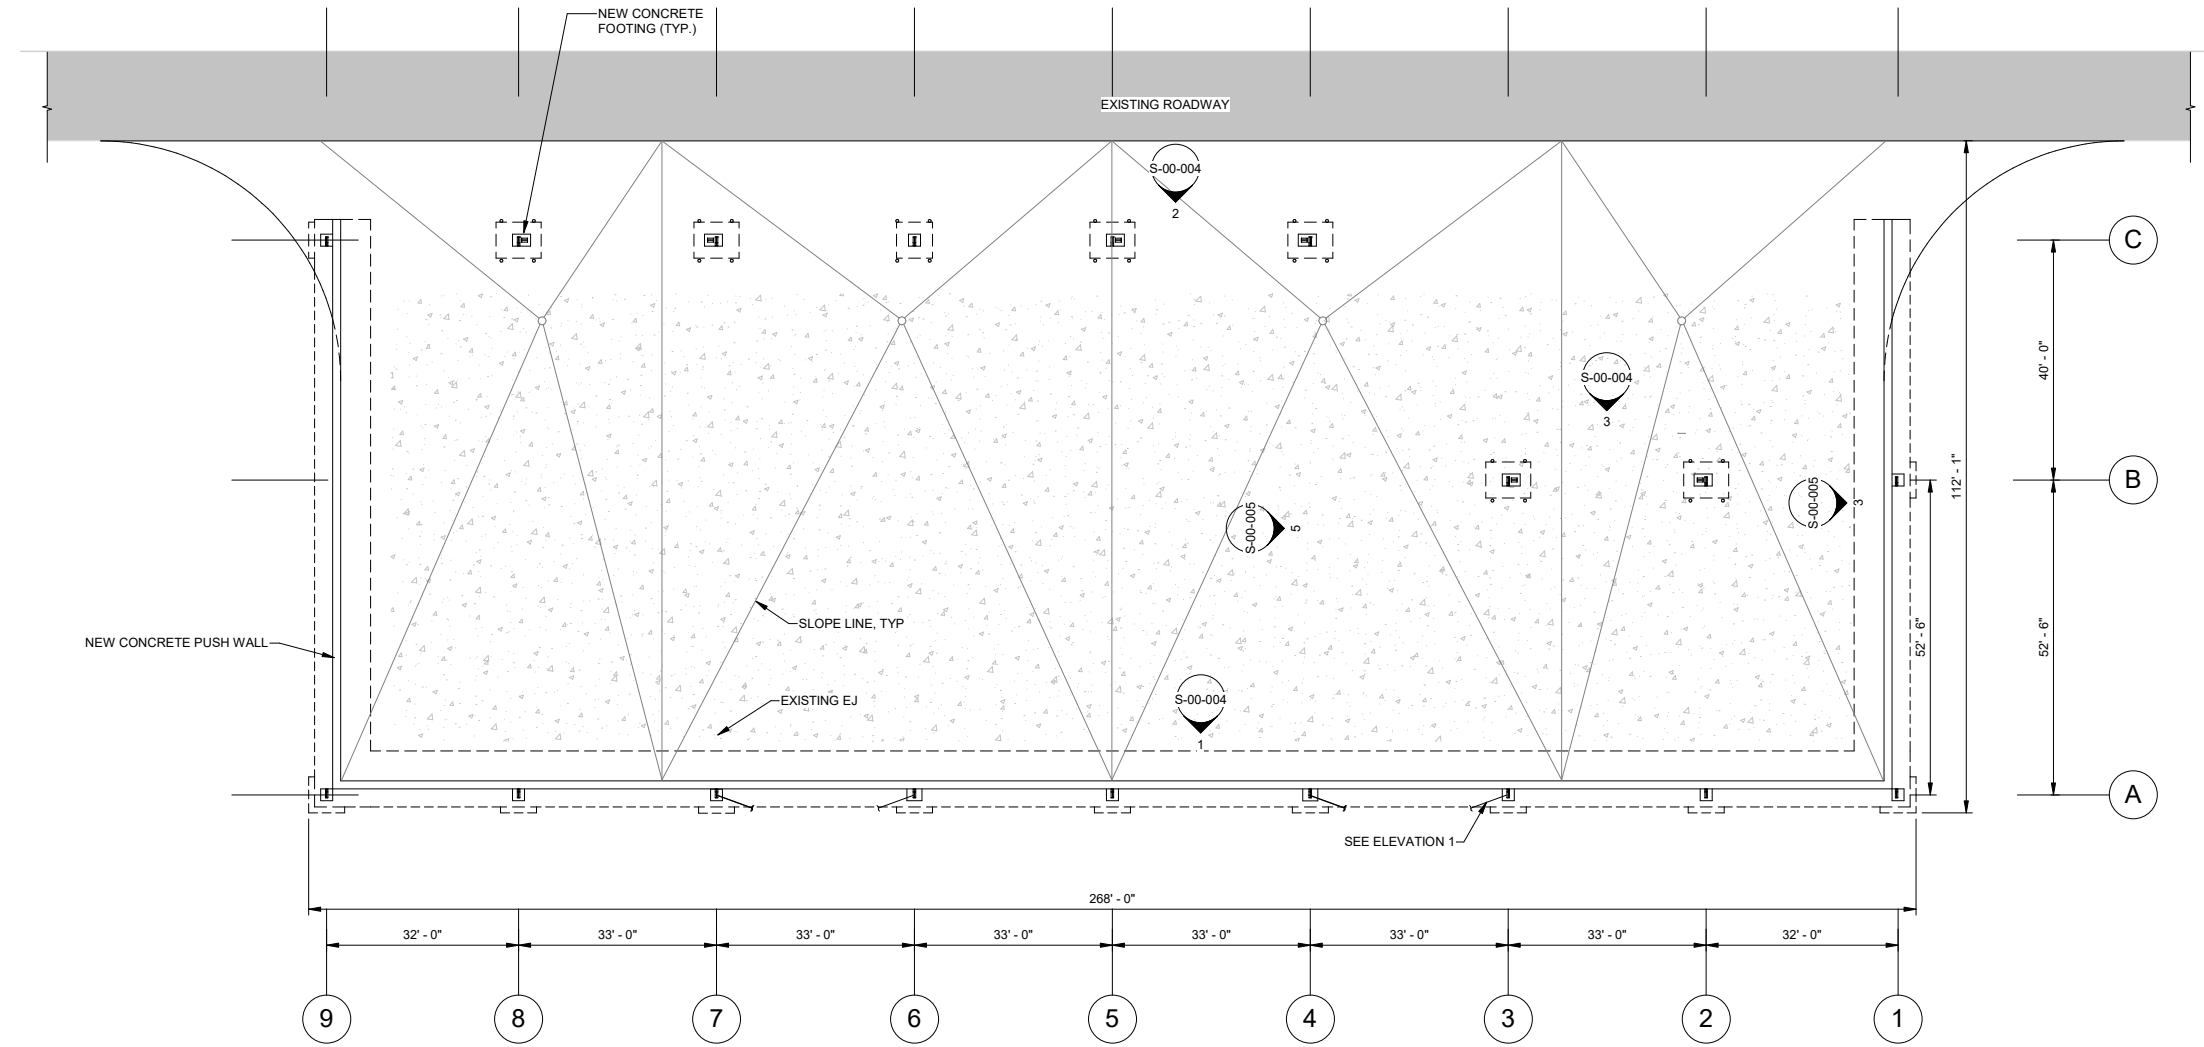 NEW CONCRETE
FOOTING (TYP.)
EXISTING ROADWAY
S-00-004
2
C
40' - 0"
S-00-004
3
B
112' - 1"
S-00-005
3
S-00-005
5
52' - 6"
52' - 6"
SLOPE LINE, TYP
NEW CONCRETE PUSH WALL
EXISTING EJ
S-00-004
1
A
SEE ELEVATION 1
268' - 0"
32' - 0"
33' - 0"
33' - 0"
33' - 0"
33' - 0"
33' - 0"
33' - 0"
32' - 0"
9
8
7
6
5
4
3
2
1